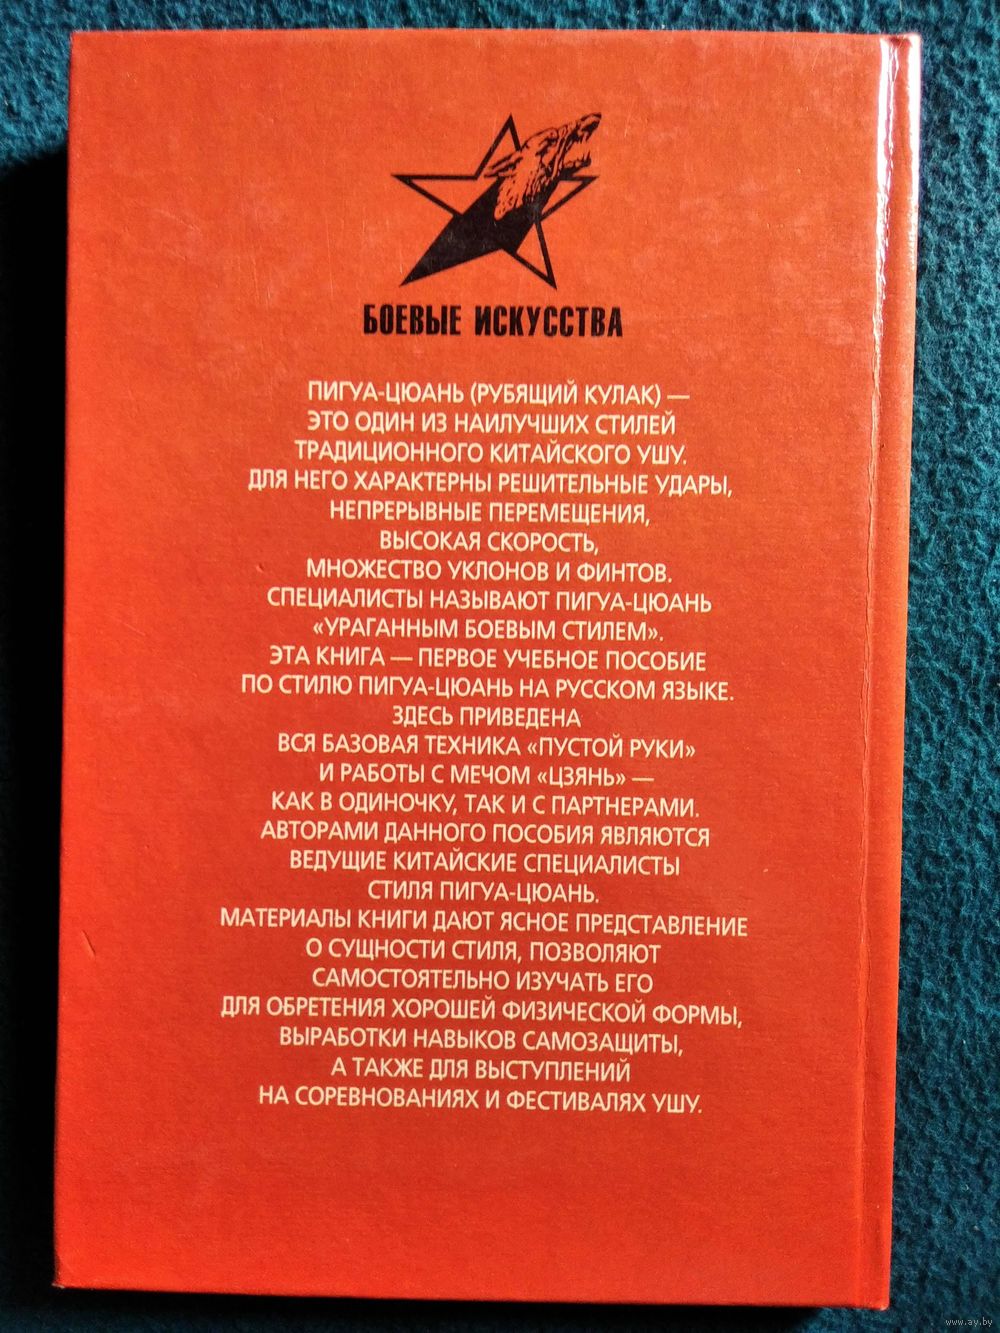 БОЕВЫЕ ИСКУССТВА
ПИГУА-ЦЮАНЬ (РУБЯЩИЙ КУЛАК) —
ЭТО ОДИН ИЗ НАИЛУЧШИХ СТИЛЕЙ
ТРАДИЦИОННОГО КИТАЙСКОГО УШУ.
ДЛЯ НЕГО ХАРАКТЕРНЫ РЕШИТЕЛЬНЫЕ УДАРЫ,
НЕПРЕРЫВНЫЕ ПЕРЕМЕЩЕНИЯ,
ВЫСОКАЯ СКОРОСТЬ,
МНОЖЕСТВО УКЛОНОВ И ФИНТОВ.
СПЕЦИАЛИСТЫ НАЗЫВАЮТ ПИГУА-ЦЮАНЬ
«УРАГАННЫМ БОЕВЫМ СТИЛЕМ».
ЭТА КНИГА — ПЕРВОЕ УЧЕБНОЕ ПОСОБИЕ
ПО СТИЛЮ ПИГУА-ЦЮАНЬ НА РУССКОМ ЯЗЫКЕ.
ЗДЕСЬ ПРИВЕДЕНА
ВСЯ БАЗОВАЯ ТЕХНИКА «ПУСТОЙ РУКИ»
И РАБОТЫ С МЕЧОМ «ЦЗЯНЬ» —
КАК В ОДИНОЧКУ, ТАК И С ПАРТНЕРАМИ.
АВТОРАМИ ДАННОГО ПОСОБИЯ ЯВЛЯЮТСЯ
ВЕДУЩИЕ КИТАЙСКИЕ СПЕЦИАЛИСТЫ
СТИЛЯ ПИГУА-ЦЮАНЬ.
МАТЕРИАЛЫ КНИГИ ДАЮТ ЯСНОЕ ПРЕДСТАВЛЕНИЕ
О СУЩНОСТИ СТИЛЯ, ПОЗВОЛЯЮТ
САМОСТОЯТЕЛЬНО ИЗУЧАТЬ ЕГО
ДЛЯ ОБРЕТЕНИЯ ХОРОШЕЙ ФИЗИЧЕСКОЙ ФОРМЫ,
ВЫРАБОТКИ НАВЫКОВ САМОЗАЩИТЫ,
А ТАКЖЕ ДЛЯ ВЫСТУПЛЕНИЙ
НА СОРЕВНОВАНИЯХ И ФЕСТИВАЛЯХ УШУ.
www.ay.by